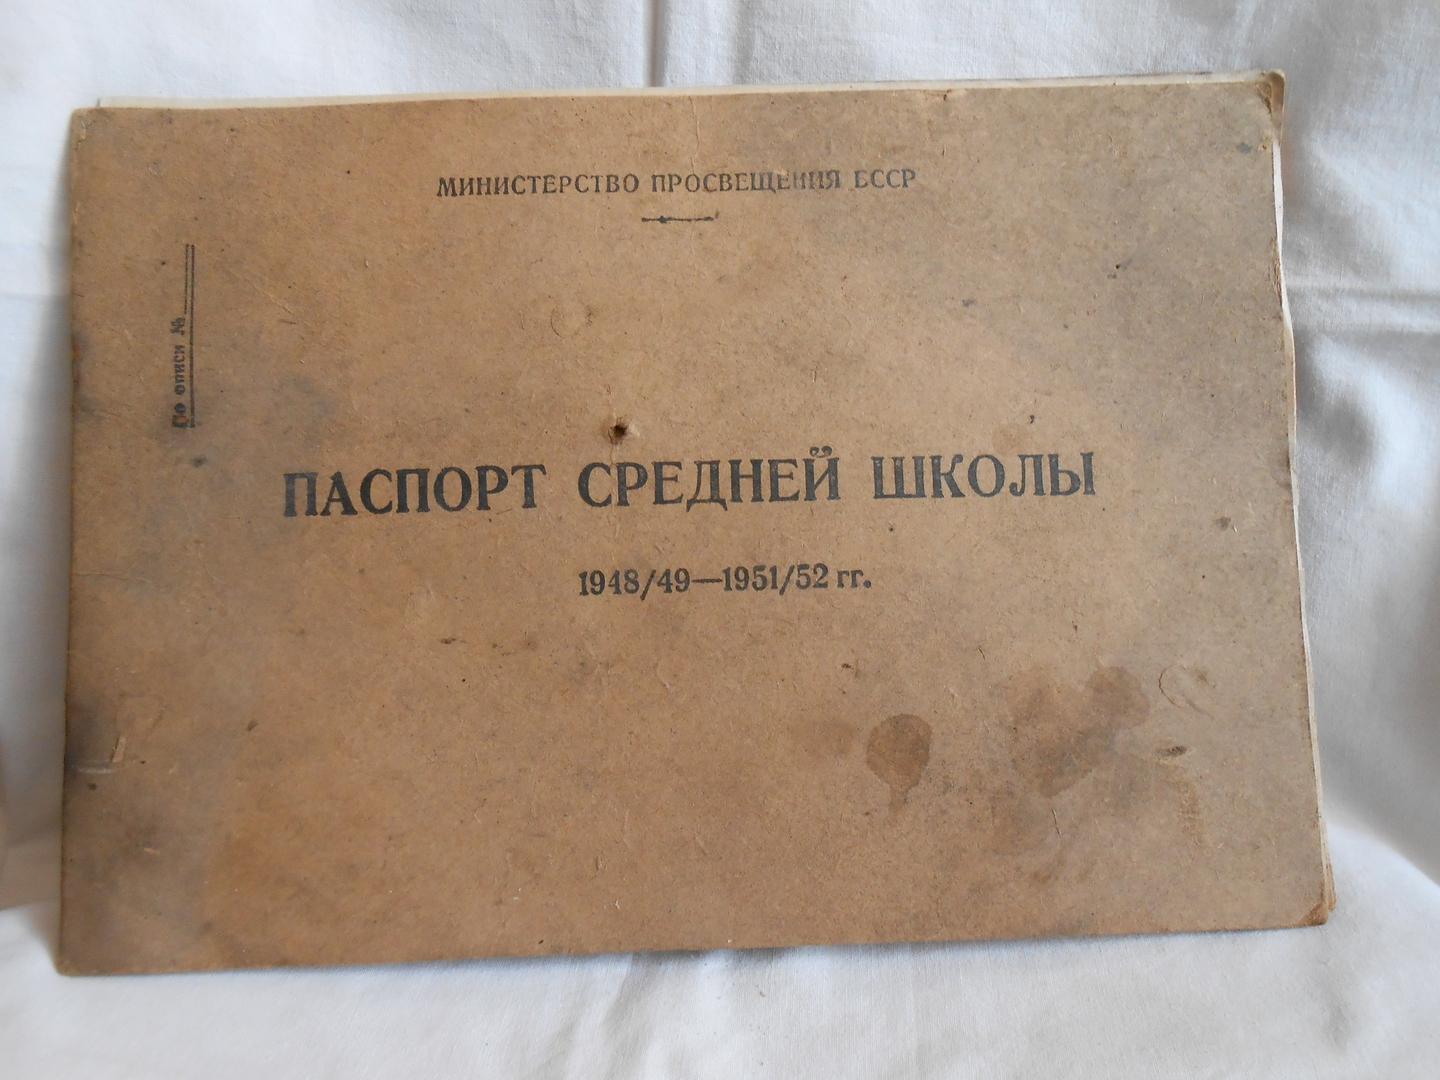 МИНИСТЕРСТВО ПРОСВЕЩЕНИЯ БССР
По описи №
ПАСПОРТ СРЕДНЕЙ ШКОЛЫ
1948/49—1951/52 гг.